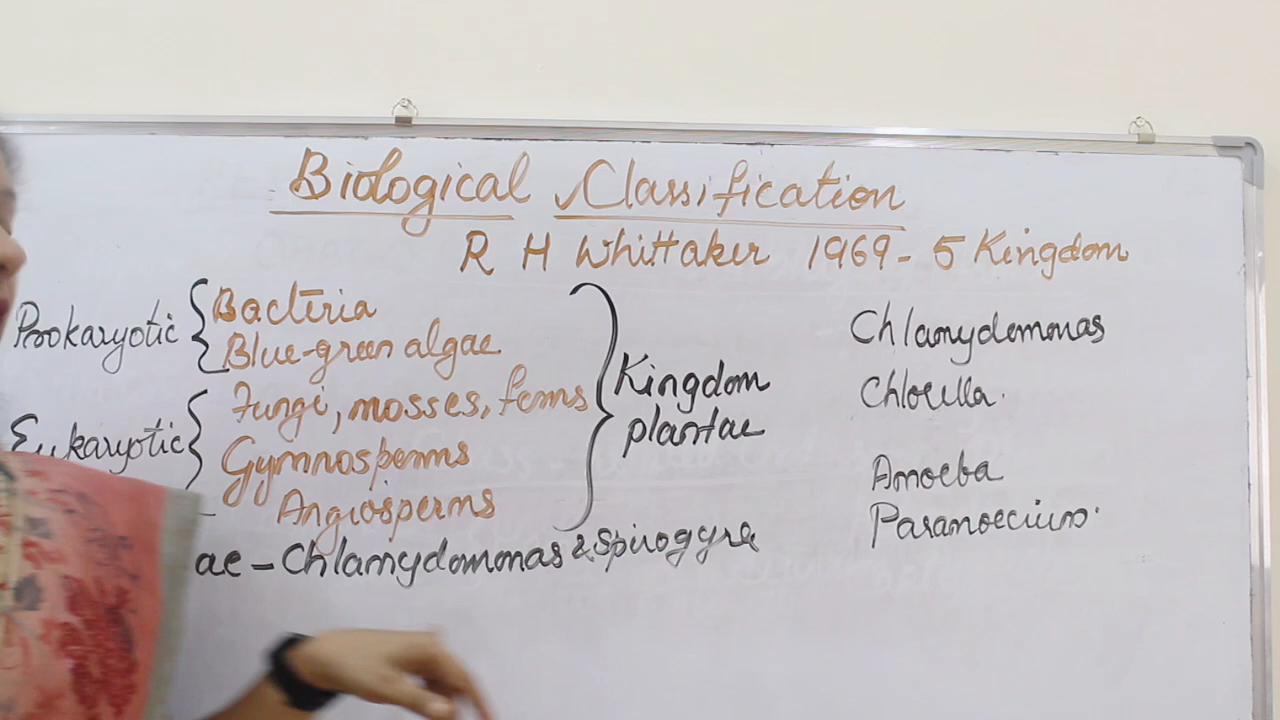 Biological Classification
R H Whittaker 1969 - 5 Kingdom
Prokaryotic { Bacteria
Blue-green algae
Eukaryotic { Fungi, mosses, ferns
Gymnosperms
Angiosperms
} Kingdom
plantae
ae - Chlamydomonas & Spirogyra
Chlamydomonas
Chlorella.
Amoeba
Paramoecium.